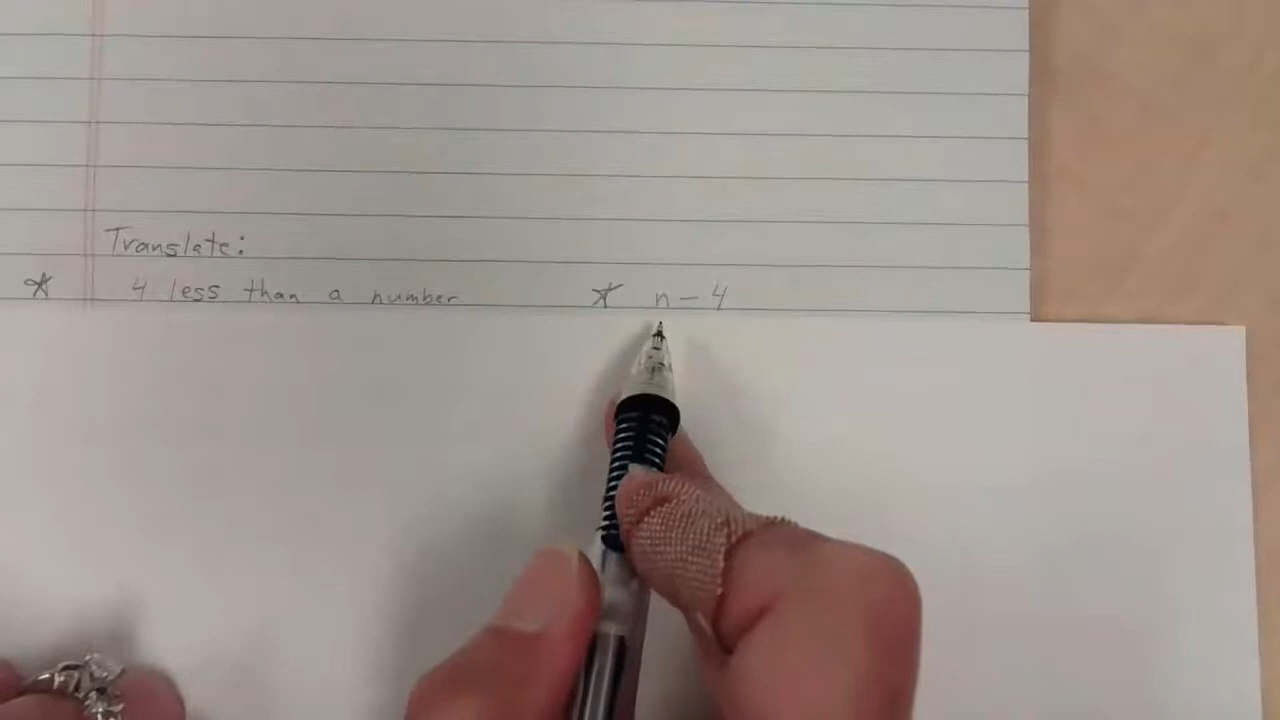 Translate:
☆ 4 less than a number ☆ n – 4